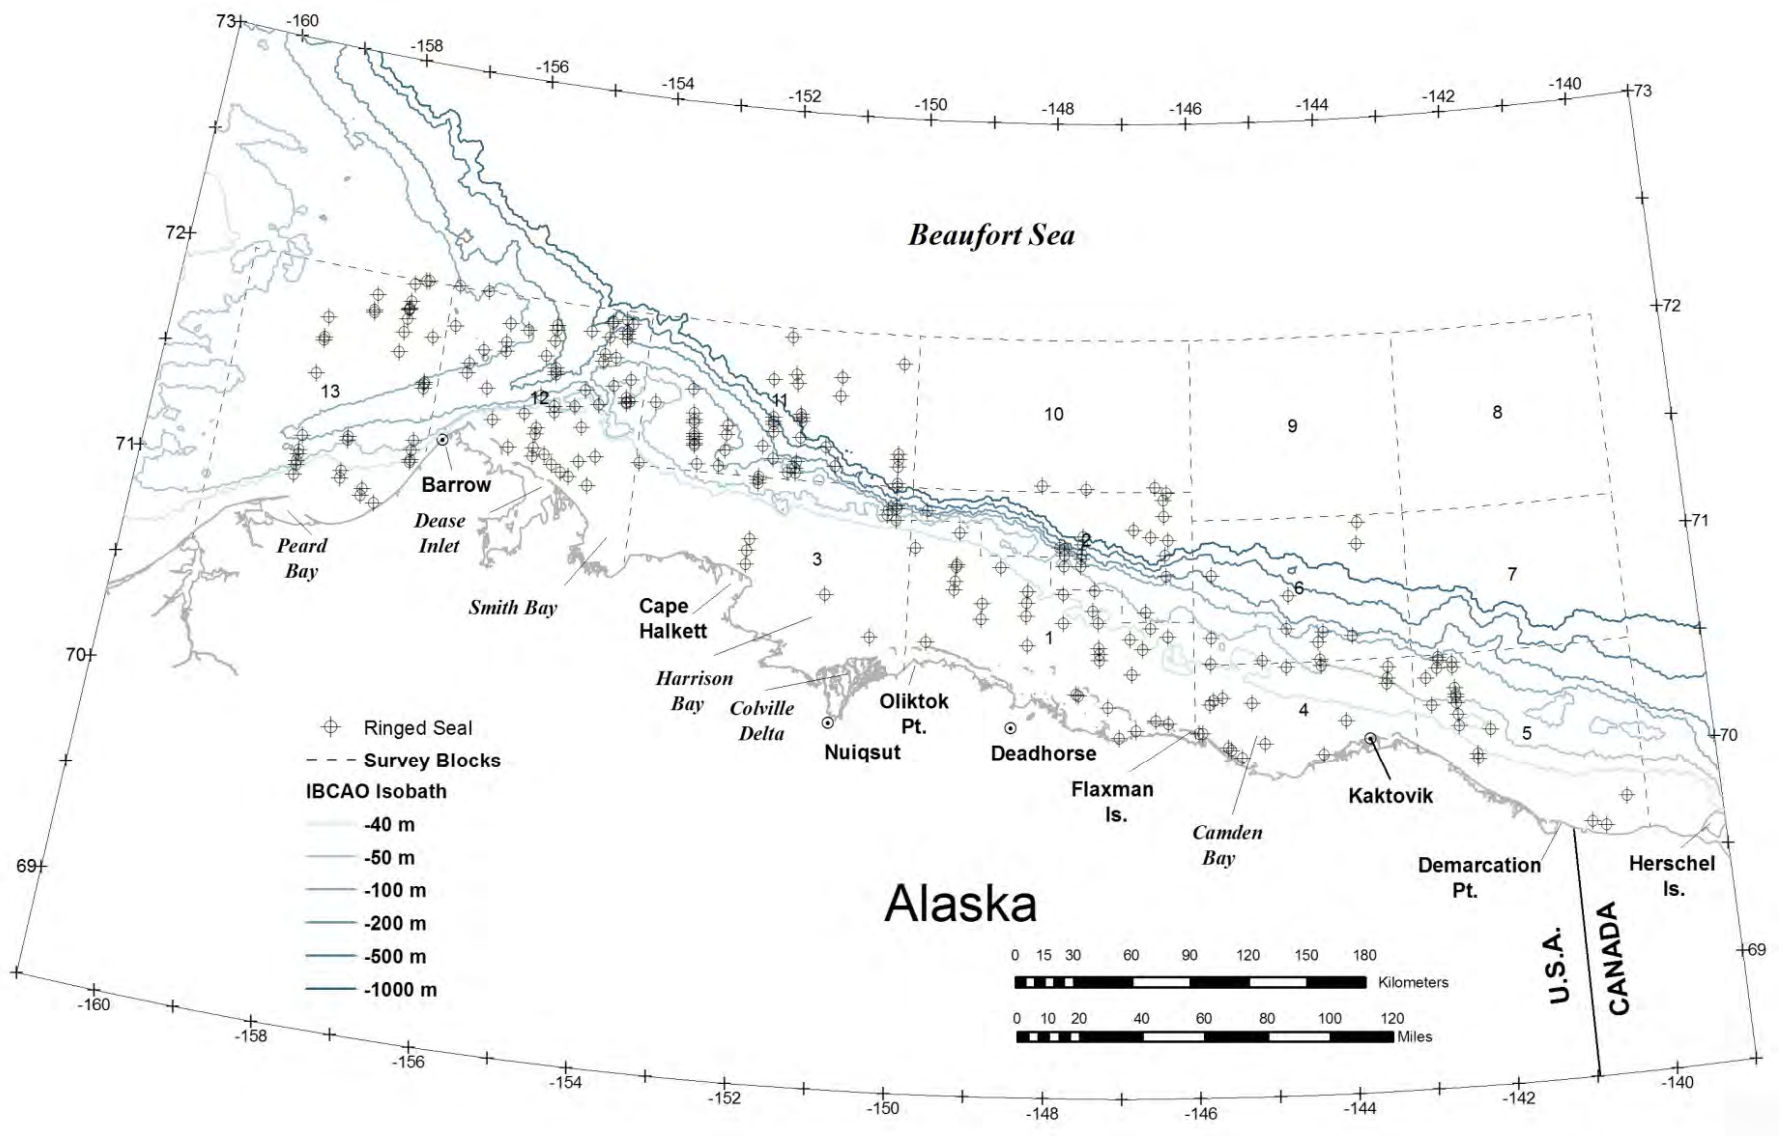 73
-160
-158
-156
-154
-152
-150
-148
-146
-144
-142
-140
73
72
Beaufort Sea
72
13
12
11
10
9
8
71
Barrow
Dease
Inlet
Peard
Bay
Smith Bay
3
2
71
6
7
Cape
Halkett
1
70
Harrison
Bay
Colville
Delta
Oliktok
Pt.
4
5
70
Nuiqsut
Deadhorse
Flaxman
Is.
Kaktovik
Camden
Bay
Demarcation
Pt.
Herschel
Is.
Ringed Seal
Survey Blocks
IBCAO Isobath
-40 m
-50 m
-100 m
-200 m
-500 m
-1000 m
69
Alaska
U.S.A.
CANADA
69
0 15 30 60 90 120 150 180
Kilometers
0 10 20 40 60 80 100 120
Miles
-160
-158
-156
-154
-152
-150
-148
-146
-144
-142
-140